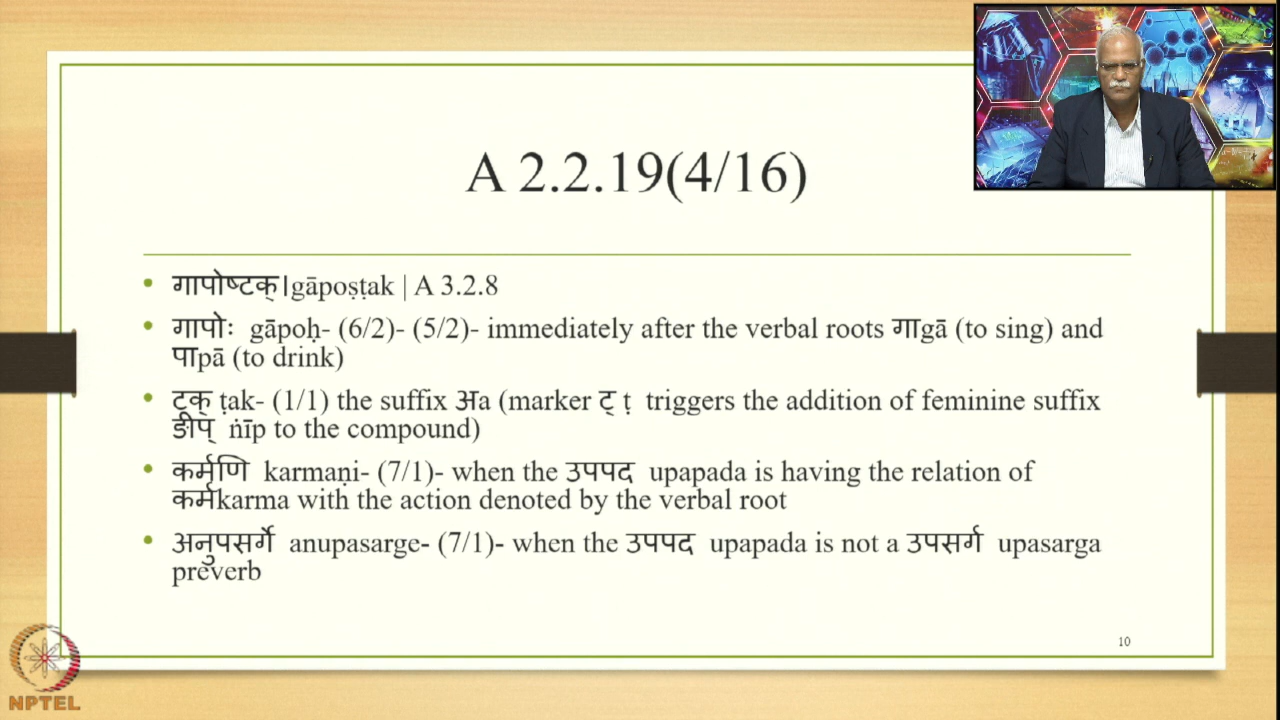 A 2.2.19(4/16)
• गापोष्टक्।gāpoṣṭak | A 3.2.8
• गापोः gāpoḥ- (6/2)- (5/2)- immediately after the verbal roots गाgā (to sing) and
पाpā (to drink)
• टक् ṭak- (1/1) the suffix अa (marker ट् ṭ triggers the addition of feminine suffix
ङीप् ṅīp to the compound)
• कर्मणि karmaṇi- (7/1)- when the उपपद upapada is having the relation of
कर्मkarma with the action denoted by the verbal root
• अनुपसर्गे anupasarge- (7/1)- when the उपपद upapada is not a उपसर्ग upasarga
preverb
10
NPTEL